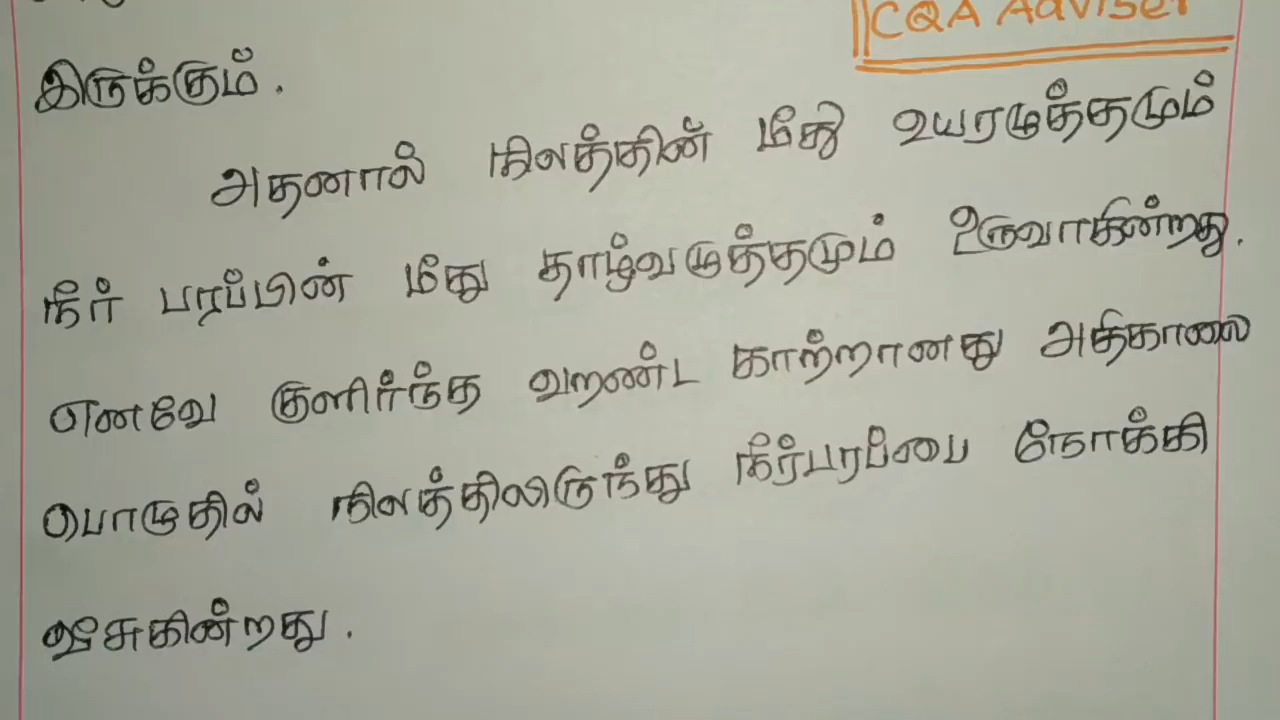 CQA Adviser
இருக்கும்.
அதனால் நிலத்தின் மீது உயரழுத்தமும்
நீர் பரப்பின் மீது தாழ்வழுத்தமும் உருவாகின்றது.
எனவே குளிர்ந்த வறண்ட காற்றானது அதிகாலை
பொழுதில் நிலத்திலிருந்து நீர்பரப்பை நோக்கி
வீசுகின்றது.